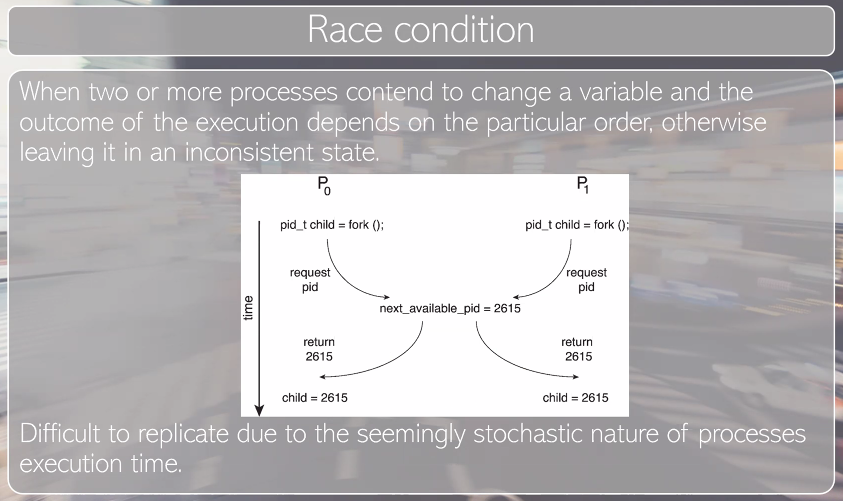 Race condition
When two or more processes contend to change a variable and the
outcome of the execution depends on the particular order, otherwise
leaving it in an inconsistent state.
P0 P1
pid_t child = fork (); pid_t child = fork ();
request
pid
request
pid
time
next_available_pid = 2615
return
2615
return
2615
child = 2615 child = 2615
Difficult to replicate due to the seemingly stochastic nature of processes
execution time.